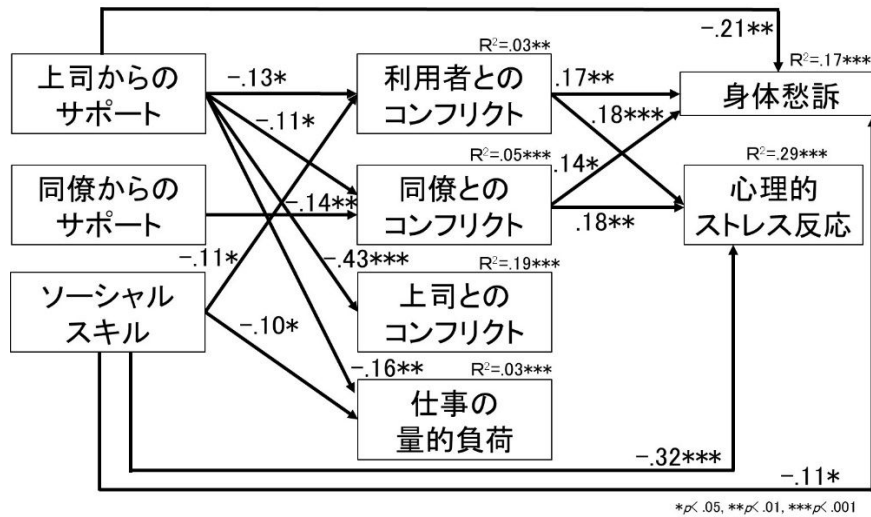 -.21**
R²=.03**
R²=.17***
上司からの
サポート
-.13*
利用者との
コンフリクト
.17**
身体愁訴
-.11*
.18***
R²=.05***
.14*
R²=.29***
同僚からの
サポート
-.14**
同僚との
コンフリクト
.18**
心理的
ストレス反応
-.11*
-.43***
R²=.19***
ソーシャル
スキル
-.10*
上司との
コンフリクト
-.16**
R²=.03***
仕事の
量的負荷
-.32***
-.11*
*p< .05, **p< .01, ***p< .001